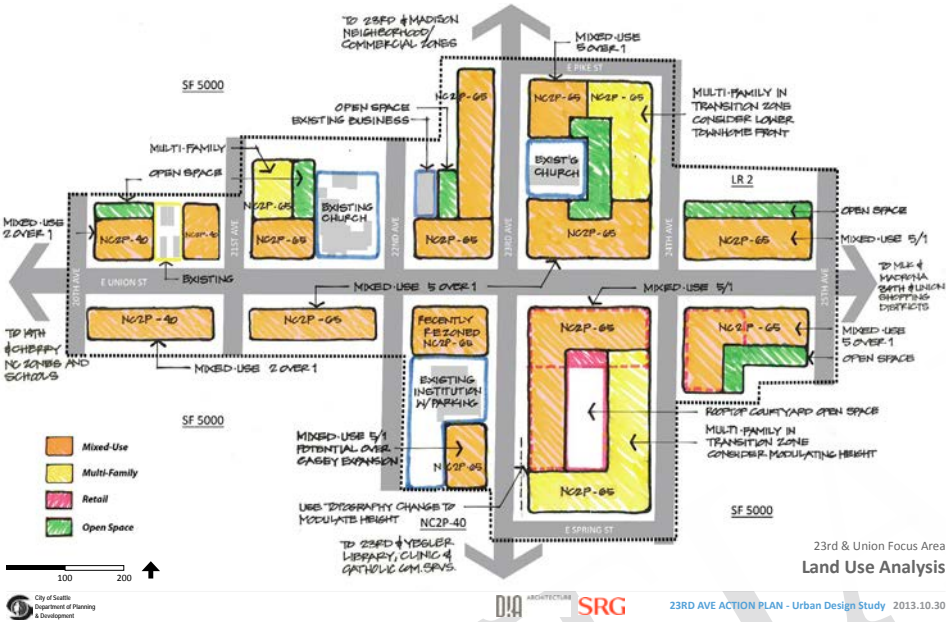 TO 23RD & MADISON
NEIGHBORHOOD/
COMMERCIAL ZONES
MIXED-USE
5 OVER 1
E PIKE ST
SF 5000
NC2P-65
NC2P-65
NC2P-65
MULTI-FAMILY IN
TRANSITION ZONE
CONSIDER LOWER
TOWNHOME FRONT
OPEN SPACE
EXISTING BUSINESS
MULTI-FAMILY
OPEN SPACE
EXIST'G
CHURCH
LR 2
MIXED-USE
2 OVER 1
NC2P-40
NC2P-40
21ST AVE
NC2P-65
NC2P-65
EXISTING
CHURCH
22ND AVE
NC2P-65
23RD AVE
NC2P-65
24TH AVE
NC2P-65
OPEN SPACE
MIXED-USE 5/1
20TH AVE
E UNION ST
EXISTING
MIXED-USE 5 OVER 1
MIXED-USE 5/1
25TH AVE
TO MLK &
MADRONA
34TH & UNION
SHOPPING
DISTRICTS
TO 19TH
& CHERRY
NC ZONES AND
SCHOOLS
NC2P-40
NC2P-65
RECENTLY
REZONED
NC2P-65
NC2P-65
NC2P-65
MIXED-USE
5 OVER 1
OPEN SPACE
MIXED-USE 2 OVER 1
EXISTING
INSTITUTION
W/PARKING
SF 5000
ROOFTOP COURTYARD OPEN SPACE
MIXED-USE 5/1
POTENTIAL OVER
CASEY EXPANSION
NC2P-65
MULTI-FAMILY IN
TRANSITION ZONE
CONSIDER MODULATING HEIGHT
NC2P-65
USE TOPOGRAPHY CHANGE TO
MODULATE HEIGHT
NC2P-40
E SPRING ST
SF 5000
TO 23RD & YESLER
LIBRARY, CLINIC &
CATHOLIC COM. SRVS.
Mixed-Use
Multi-Family
Retail
Open Space
100 200
23rd & Union Focus Area
Land Use Analysis
City of Seattle
Department of Planning
& Development
D!A ARCHITECTURE
SRG
23RD AVE ACTION PLAN - Urban Design Study 2013.10.30